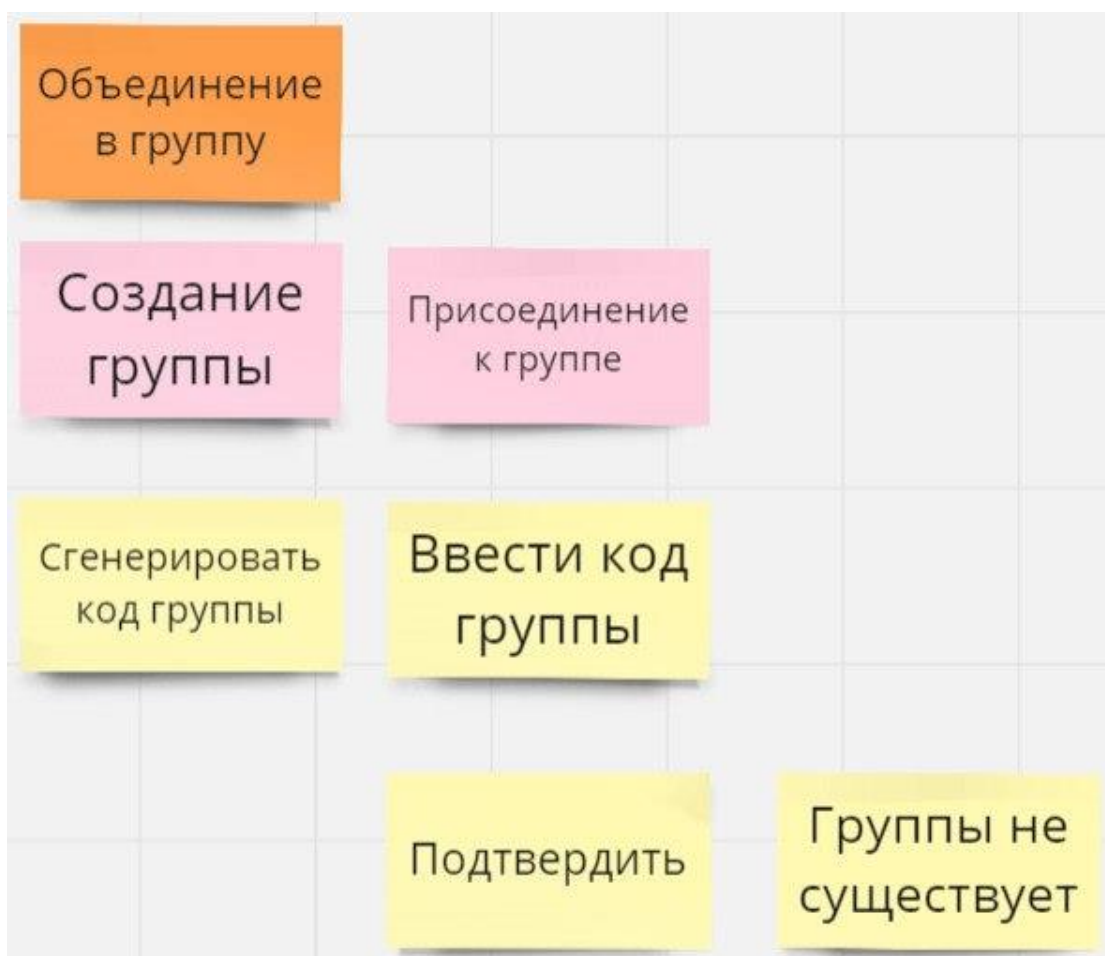 Объединение
в группу
Создание
группы
Присоединение
к группе
Сгенерировать
код группы
Ввести код
группы
Подтвердить
Группы не
существует